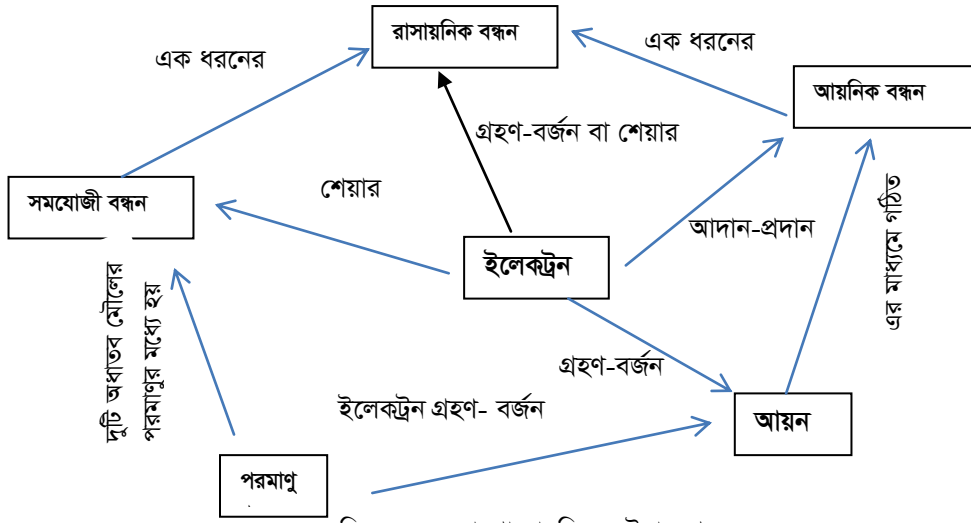 রাসায়নিক বন্ধন
এক ধরনের
এক ধরনের
আয়নিক বন্ধন
গ্রহণ-বর্জন বা শেয়ার
সমযোজী বন্ধন
শেয়ার
আদান-প্রদান
এর মাধ্যমে গঠিত
ইলেকট্রন
দুটি অধাতব মৌলের
পরমাণুর মধ্যে হয়
গ্রহণ-বর্জন
ইলেকট্রন গ্রহণ- বর্জন
আয়ন
পরমাণু